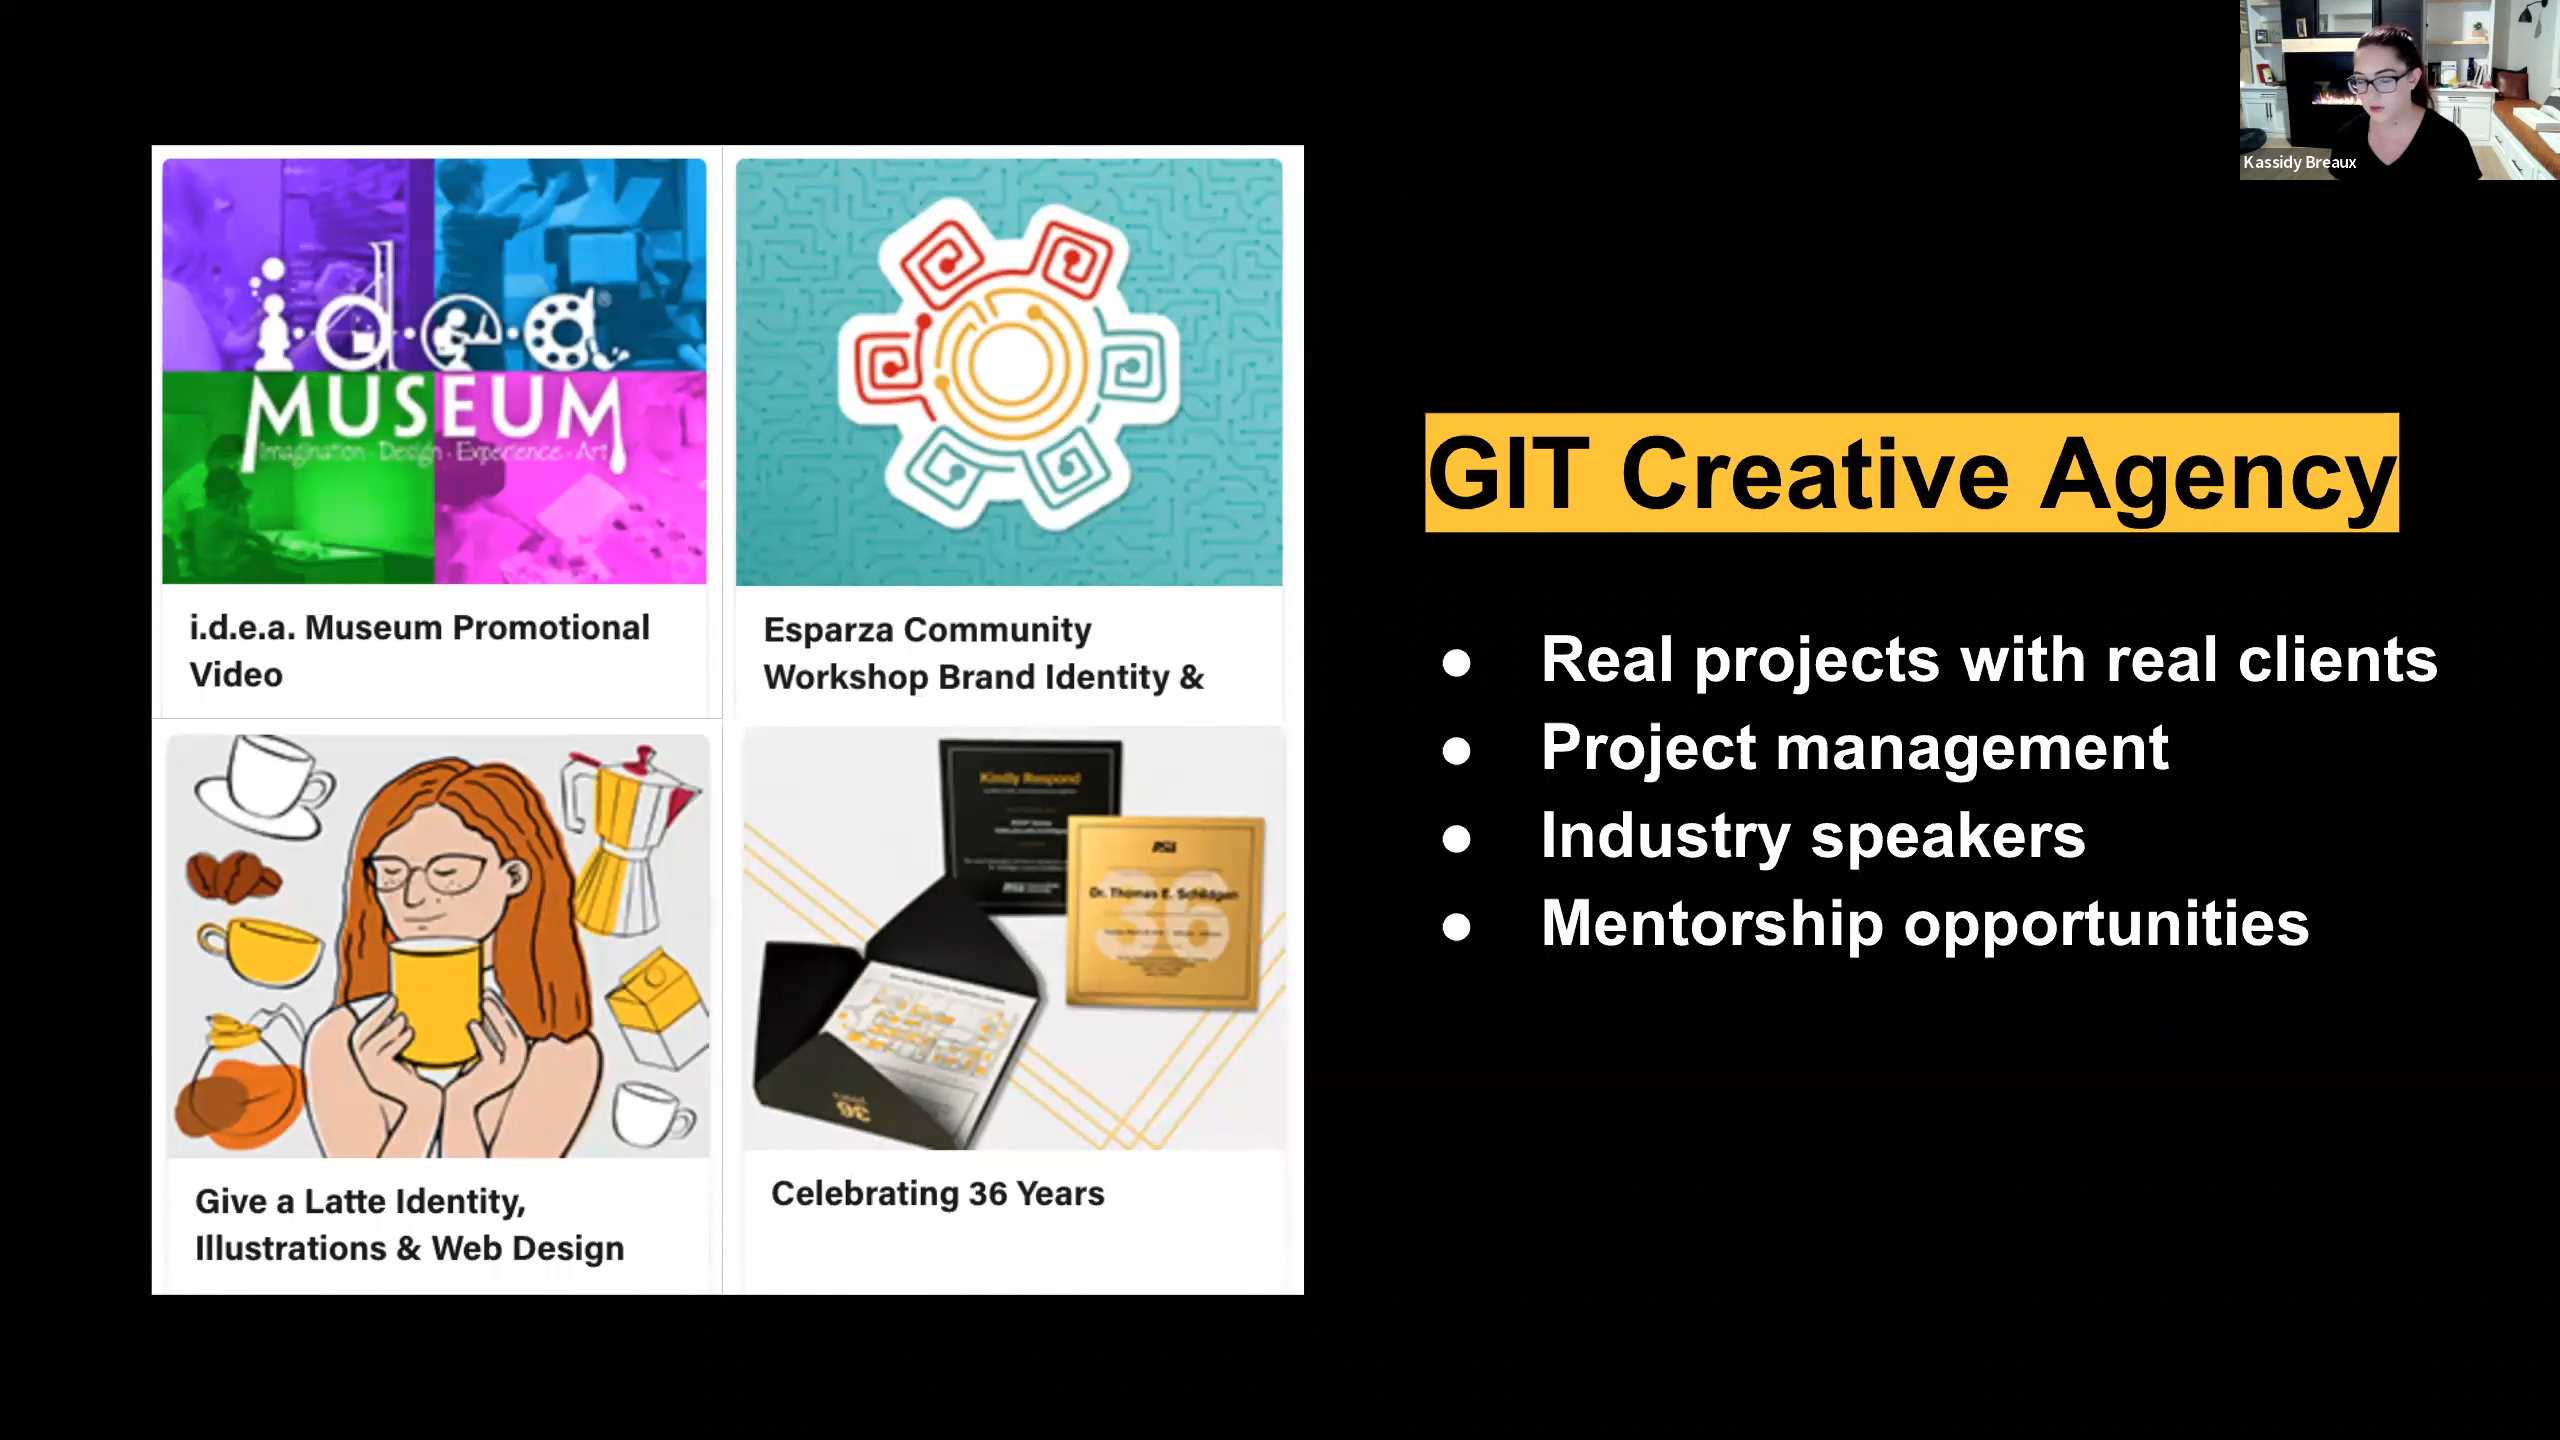 Kassidy Breaux
i.d.e.a.®
MUSEUM
Imagination · Design · Experience · Art
i.d.e.a. Museum Promotional
Video
Esparza Community
Workshop Brand Identity &
Kindly Respond
ASU
36
Dr. Thomas E. Schildgen
36
Give a Latte Identity,
Illustrations & Web Design
Celebrating 36 Years
GIT Creative Agency
● Real projects with real clients
● Project management
● Industry speakers
● Mentorship opportunities